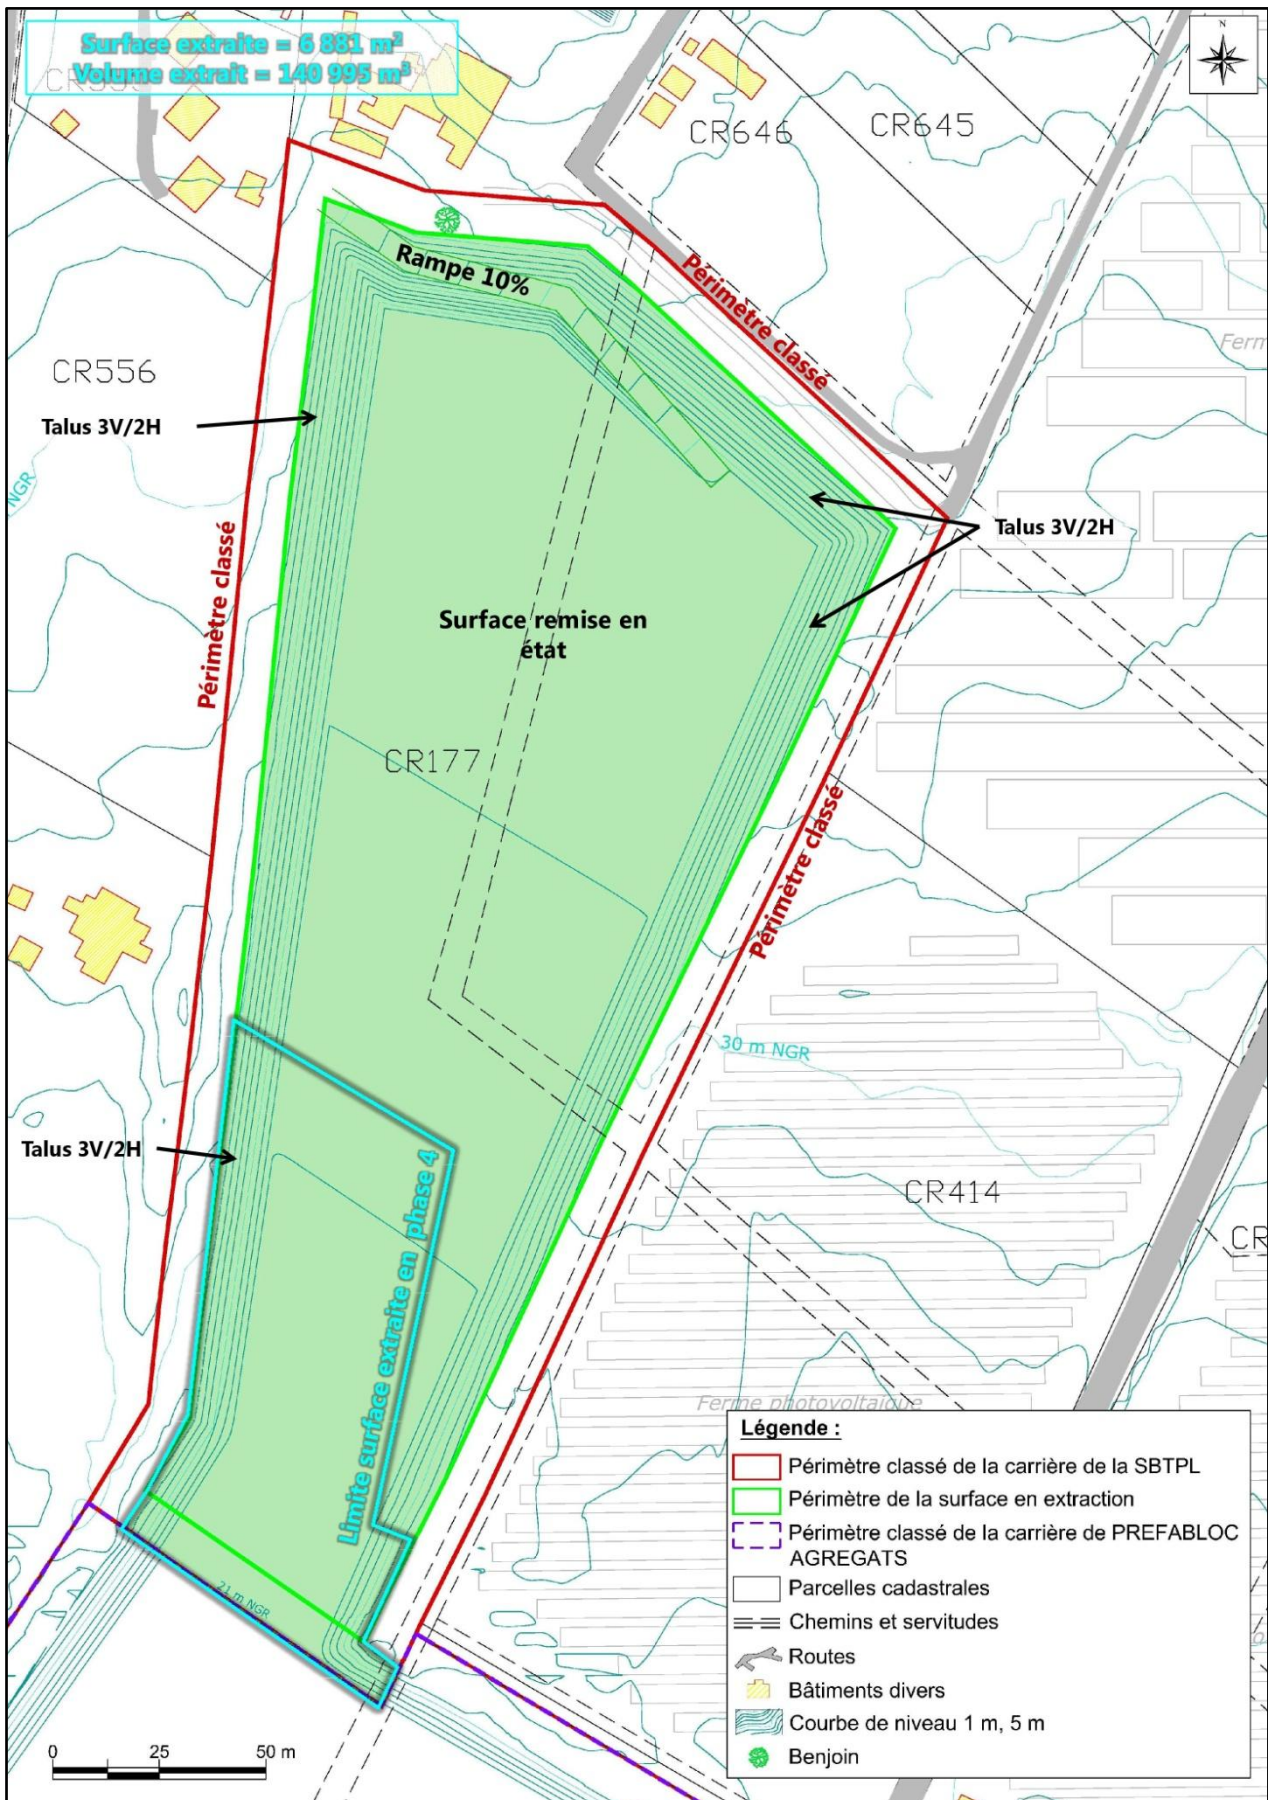 Surface extraite = 6 881 m²
Volume extrait = 140 995 m³
N
CR646
CR645
Rampe 10%
Périmètre classé
Ferm
CR556
Talus 3V/2H
NGR
Talus 3V/2H
Périmètre classé
Surface remise en
état
CR177
Périmètre classé
30 m NGR
Talus 3V/2H
CR414
CR
Limite surface extraite en phase 4
Ferme photovoltaïque
21 m NGR
Légende :
Périmètre classé de la carrière de la SBTPL
Périmètre de la surface en extraction
Périmètre classé de la carrière de PREFABLOC
AGREGATS
Parcelles cadastrales
Chemins et servitudes
Routes
Bâtiments divers
Courbe de niveau 1 m, 5 m
Benjoin
0 25 50 m